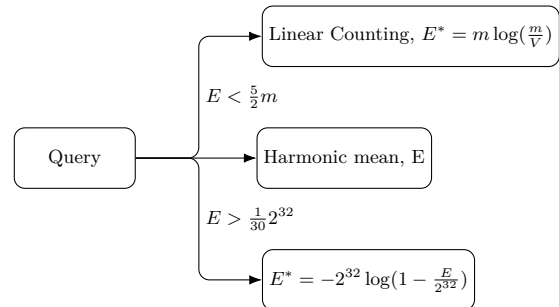 Linear Counting, $E^* = m \log(\frac{m}{V})$
$E < \frac{5}{2}m$
Query
Harmonic mean, E
$E > \frac{1}{30}2^{32}$
$E^* = -2^{32} \log(1 - \frac{E}{2^{32}})$